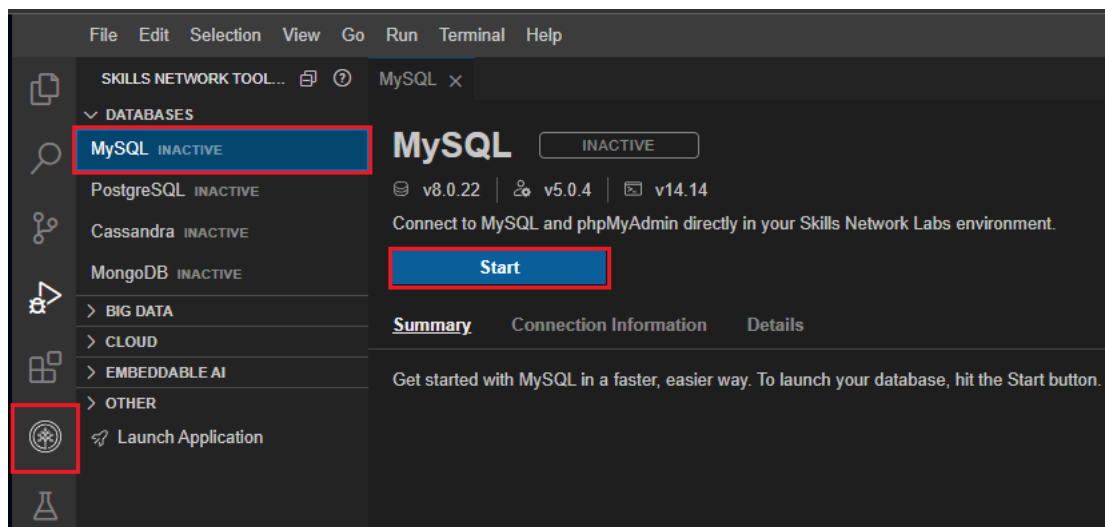 File Edit Selection View Go Run Terminal Help
SKILLS NETWORK TOOL...
DATABASES
MySQL INACTIVE
PostgreSQL INACTIVE
Cassandra INACTIVE
MongoDB INACTIVE
BIG DATA
CLOUD
EMBEDDABLE AI
OTHER
Launch Application
MySQL
MySQL INACTIVE
v8.0.22 v5.0.4 v14.14
Connect to MySQL and phpMyAdmin directly in your Skills Network Labs environment.
Start
Summary Connection Information Details
Get started with MySQL in a faster, easier way. To launch your database, hit the Start button.